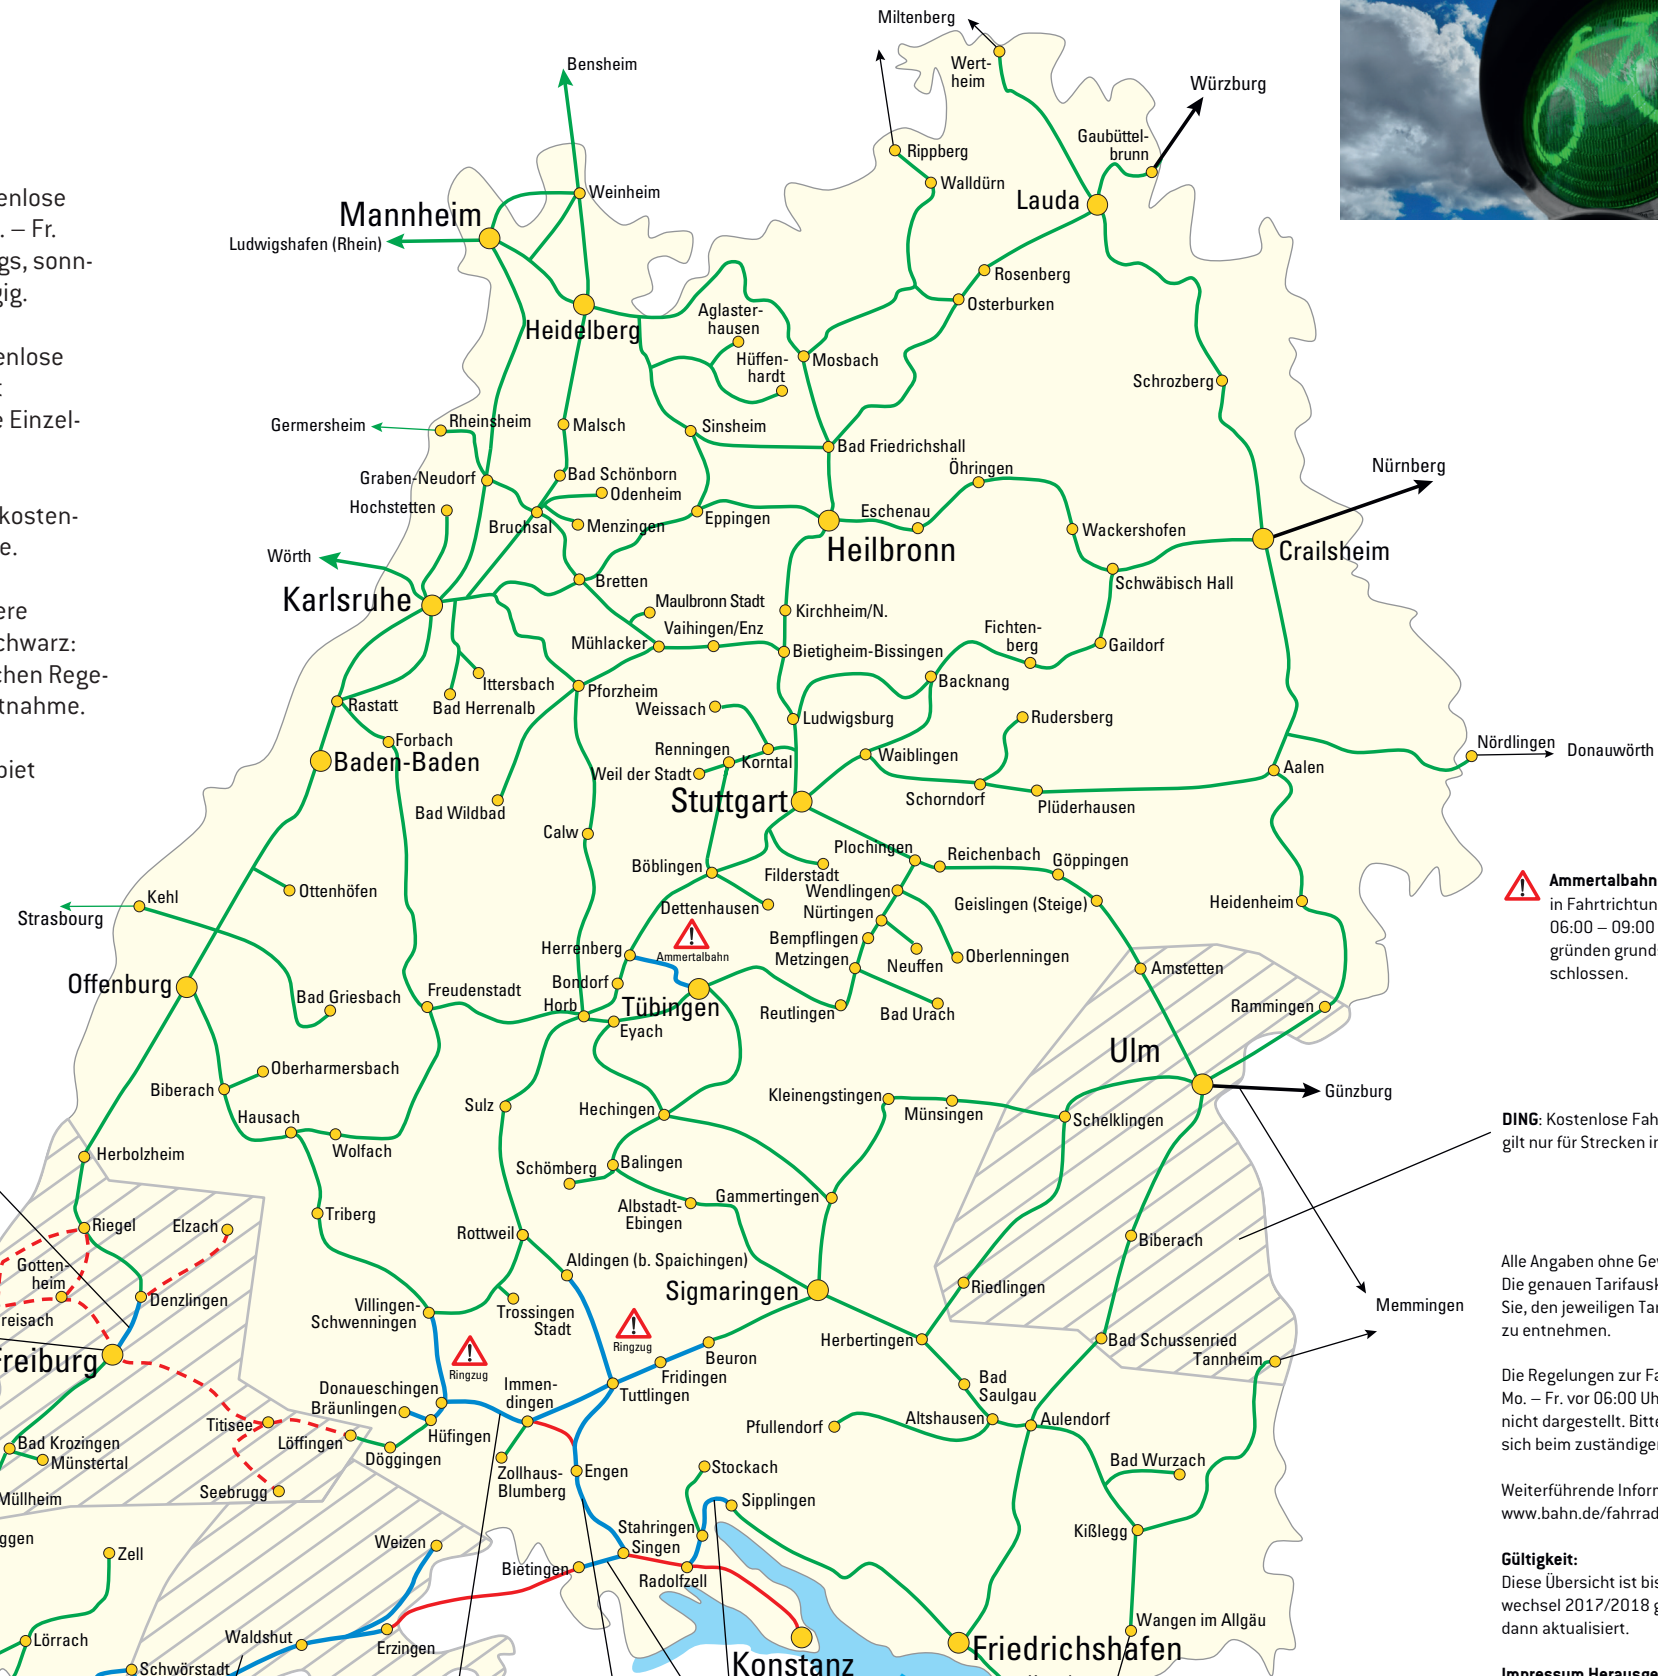 Miltenberg
Wert-
heim
Bensheim
Würzburg
Gaubüttel-
brunn
Rippberg
Walldürn
Weinheim
Lauda
Mannheim
Ludwigshafen (Rhein)
enlose
. – Fr.
gs, sonn-
gig.
Rosenberg
Osterburken
Heidelberg
Aglaster-
hausen
Hüffen-
hardt
Mosbach
enlose
t
e Einzel-
Schrozberg
Germersheim
Rheinsheim
Malsch
Sinsheim
Bad Friedrichshall
Graben-Neudorf
Bad Schönborn
Odenheim
Öhringen
Nürnberg
Hochstetten
Bruchsal
Menzingen
Eppingen
Eschenau
Heilbronn
Wackershofen
Crailsheim
kosten-
e.
Wörth
Karlsruhe
Bretten
Schwäbisch Hall
Maulbronn Stadt
Kirchheim/N.
Mühlacker
Vaihingen/Enz
Bietigheim-Bissingen
Fichten-
berg
Gaildorf
ere
chwarz:
chen Rege-
tnahme.
Ittersbach
Bad Herrenalb
Pforzheim
Backnang
Rastatt
Weissach
Ludwigsburg
Rudersberg
Forbach
Renningen
Korntal
Waiblingen
Nördlingen
Donauwörth
Baden-Baden
Weil der Stadt
Aalen
biet
Stuttgart
Schorndorf
Plüderhausen
Bad Wildbad
Calw
Plochingen
Reichenbach
Göppingen
Böblingen
Filderstadt
Wendlingen
Ottenhöfen
Kehl
Strasbourg
Dettenhausen
Nürtingen
Geislingen (Steige)
Heidenheim
Ammertalbahn
in Fahrtrichtun
06:00 – 09:00
gründen grund
schlossen.
Herrenberg
Ammertalbahn
Bempflingen
Metzingen
Neuffen
Oberlenningen
Amstetten
Offenburg
Bad Griesbach
Freudenstadt
Bondorf
Horb
Tübingen
Eyach
Reutlingen
Bad Urach
Rammingen
Ulm
Günzburg
Oberharmersbach
Biberach
Hausach
Wolfach
Sulz
Hechingen
Kleinengstingen
Münsingen
Schelklingen
DING: Kostenlose Fah
gilt nur für Strecken i
Herbolzheim
Schömberg
Balingen
Albstadt-
Ebingen
Gammertingen
Riegel
Elzach
Triberg
Rottweil
Biberach
Gotten-
heim
Denzlingen
reisach
Aldingen (b. Spaichingen)
Sigmaringen
Riedlingen
Alle Angaben ohne Ge
Die genauen Tarifausk
Sie, den jeweiligen Tar
zu entnehmen.
Memmingen
Villingen-
Schwenningen
Trossingen
Stadt
Ringzug
Ringzug
Herbertingen
Bad Schussenried
Tannheim
Freiburg
Beuron
Fridingen
Tuttlingen
Donaueschingen
Bräunlingen
Immen-
dingen
Bad
Saulgau
Die Regelungen zur Fa
Mo. – Fr. vor 06:00 Uh
nicht dargestellt. Bitt
sich beim zuständige
Titisee
Löffingen
Döggingen
Hüfingen
Pfullendorf
Altshausen
Aulendorf
Bad Krozingen
Münstertal
Zollhaus-
Blumberg
Engen
Stockach
Bad Wurzach
Müllheim
Seebrugg
Sipplingen
Weiterführende Infor
www.bahn.de/fahrrad
ggen
Zell
Weizen
Stahringen
Singen
Kißlegg
Bietingen
Radolfzell
Gültigkeit:
Diese Übersicht ist bis
wechsel 2017/2018 g
dann aktualisiert.
Lörrach
Waldshut
Erzingen
Wangen im Allgäu
Schwörstadt
Konstanz
Friedrichshafen
Impressum Herausge